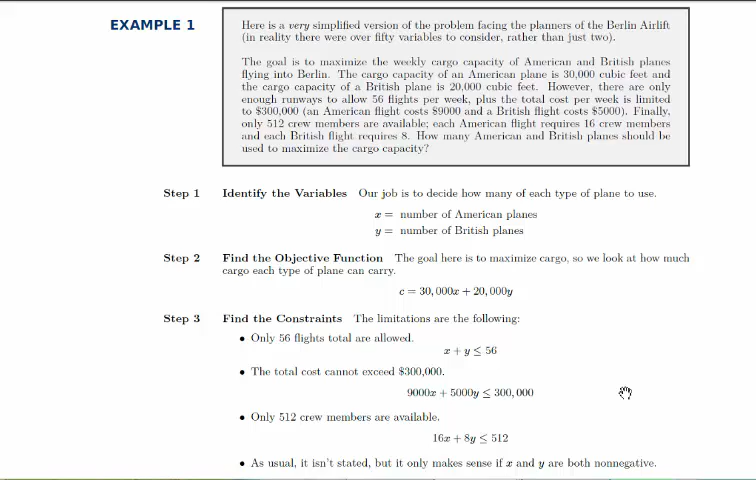 EXAMPLE 1
Here is a very simplified version of the problem facing the planners of the Berlin Airlift
(in reality there were over fifty variables to consider, rather than just two).
The goal is to maximize the weekly cargo capacity of American and British planes
flying into Berlin. The cargo capacity of an American plane is 30,000 cubic feet and
the cargo capacity of a British plane is 20,000 cubic feet. However, there are only
enough runways to allow 56 flights per week, plus the total cost per week is limited
to $300,000 (an American flight costs $9000 and a British flight costs $5000). Finally,
only 512 crew members are available; each American flight requires 16 crew members
and each British flight requires 8. How many American and British planes should be
used to maximize the cargo capacity?
Step 1 Identify the Variables Our job is to decide how many of each type of plane to use.
x = number of American planes
y = number of British planes
Step 2 Find the Objective Function The goal here is to maximize cargo, so we look at how much
cargo each type of plane can carry.
c = 30,000x + 20,000y
Step 3 Find the Constraints The limitations are the following:
• Only 56 flights total are allowed.
x + y ≤ 56
• The total cost cannot exceed $300,000.
9000x + 5000y ≤ 300,000
• Only 512 crew members are available.
16x + 8y ≤ 512
• As usual, it isn't stated, but it only makes sense if x and y are both nonnegative.